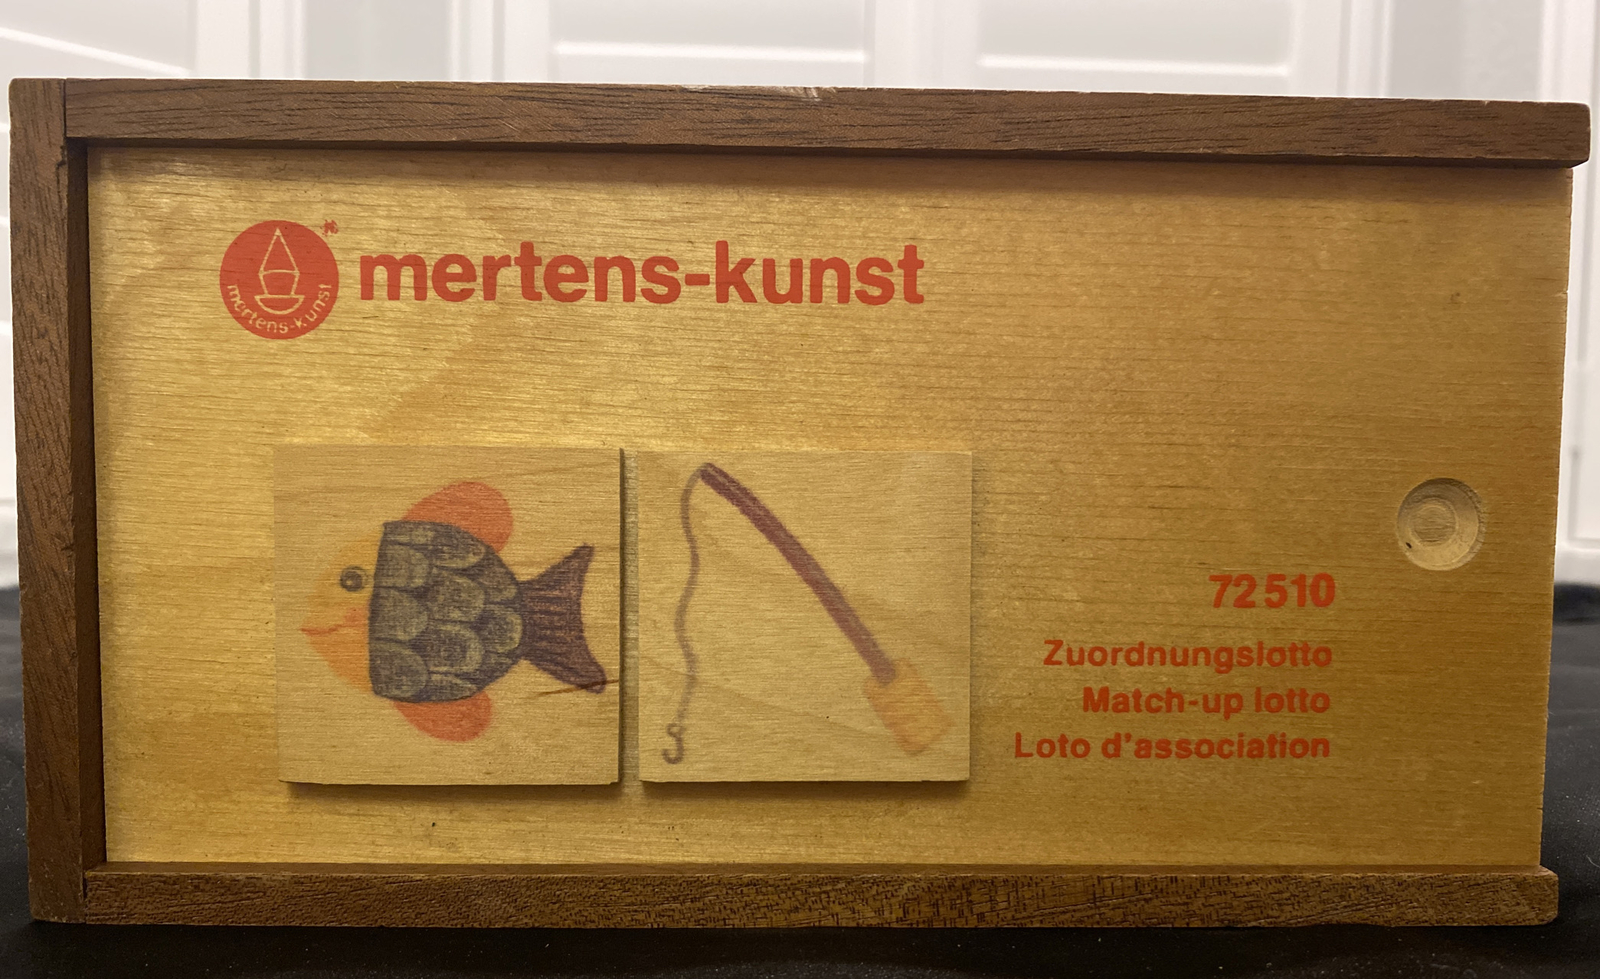 mertens-kunst
mertens-kunst
72510
Zuordnungslotto
Match-up lotto
Loto d'association